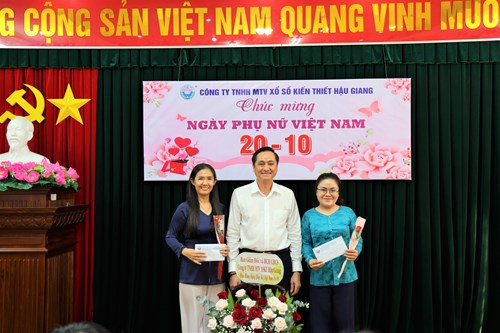 G CỘNG SẢN VIỆT NAM QUANG VINH MUÔ
CÔNG TY TNHH MTV XỔ SỐ KIẾN THIẾT HẬU GIANG
Chúc mừng
NGÀY PHỤ NỮ VIỆT NAM
20-10